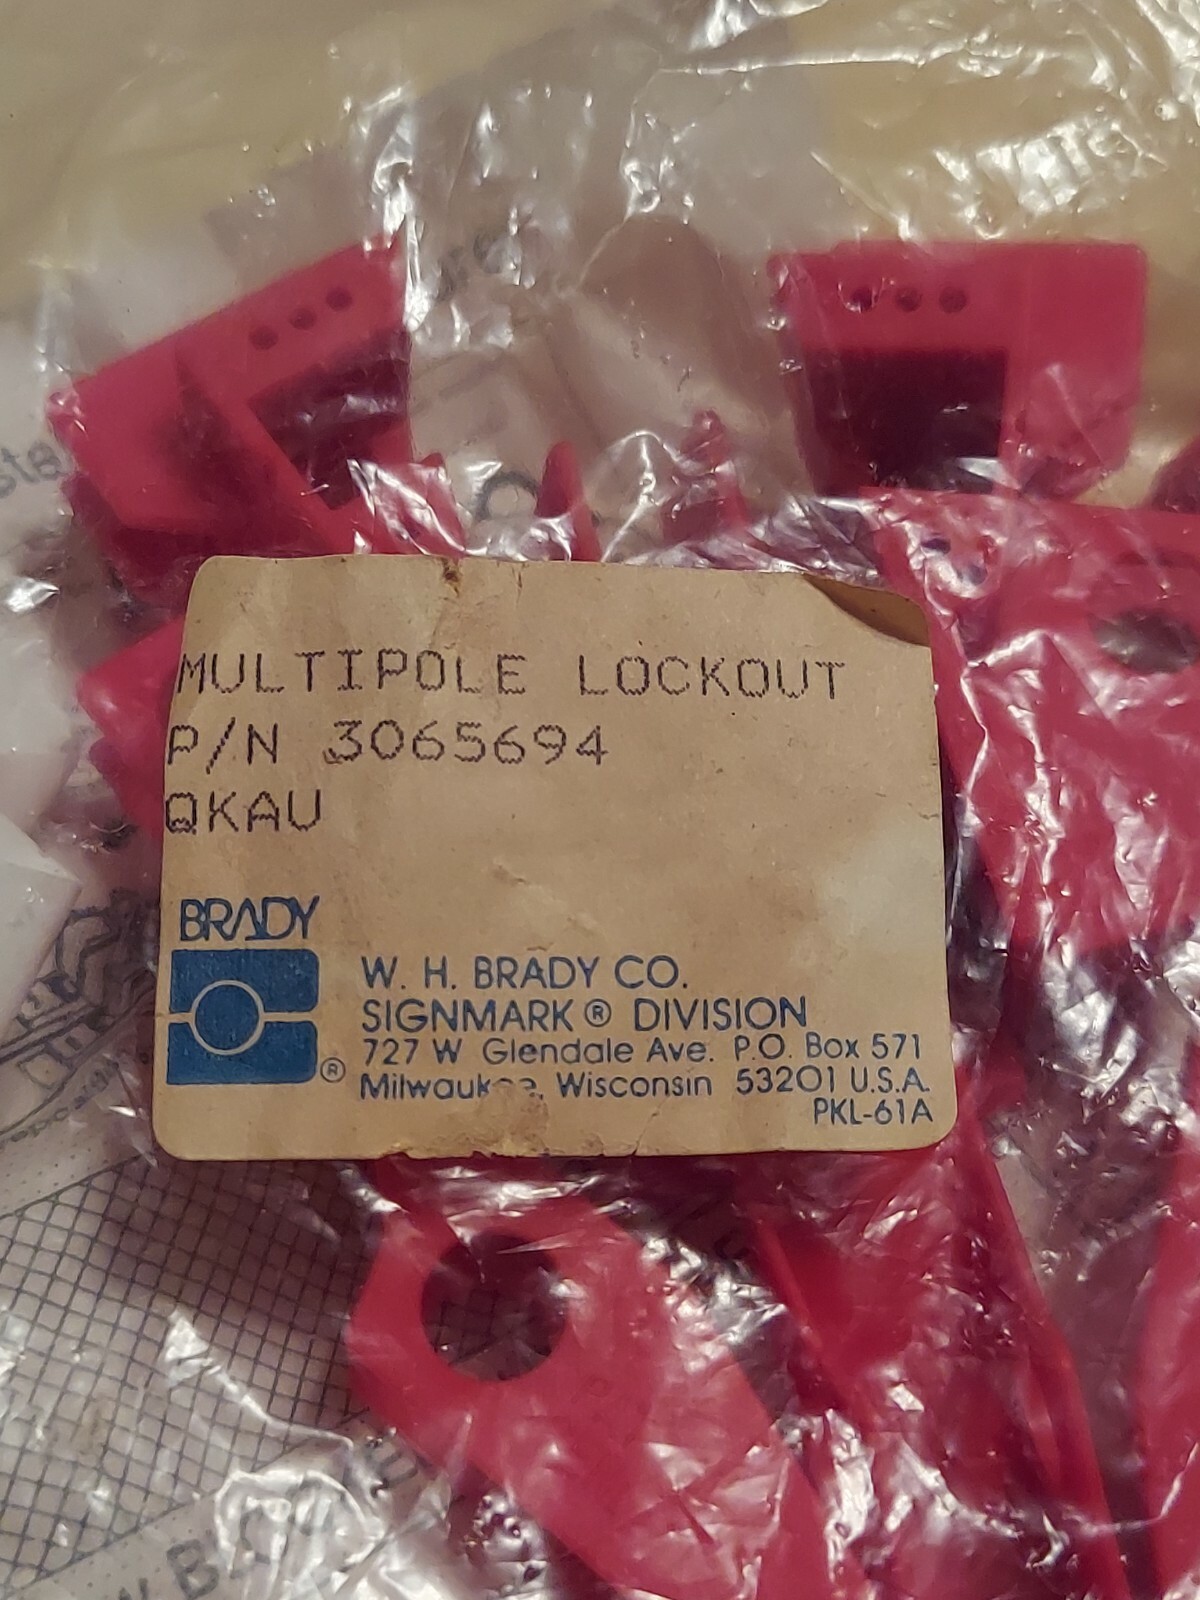 MULTIPOLE LOCKOUT
P/N 3065694
QKAU
BRADY
®
W. H. BRADY CO.
SIGNMARK ® DIVISION
727 W Glendale Ave. P.O. Box 571
Milwaukee, Wisconsin 53201 U.S.A.
PKL-61A